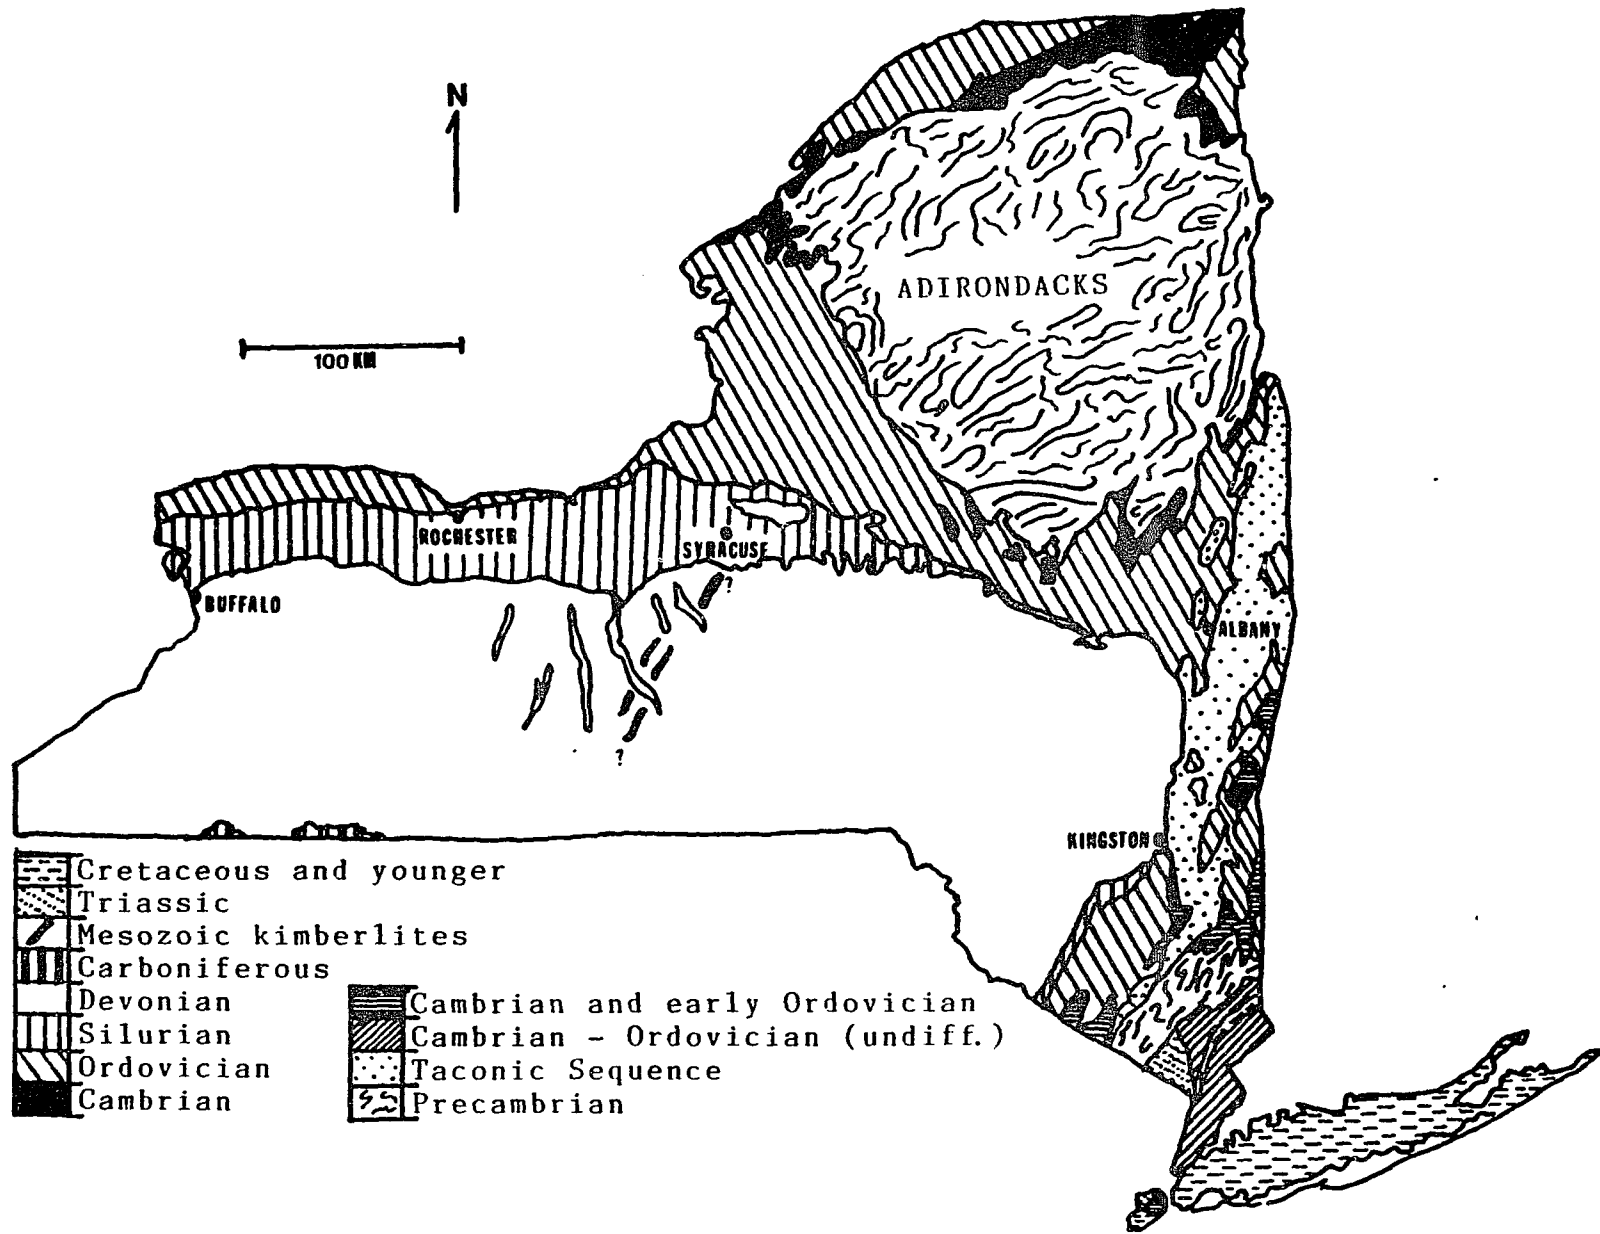 N
ADIRONDACKS
100 KM
ROCHESTER
SYRACUSE
?
BUFFALO
ALBANY
?
KINGSTON
Cretaceous and younger
Triassic
Mesozoic kimberlites
Carboniferous
Devonian
Silurian
Ordovician
Cambrian
Cambrian and early Ordovician
Cambrian - Ordovician (undiff.)
Taconic Sequence
Precambrian